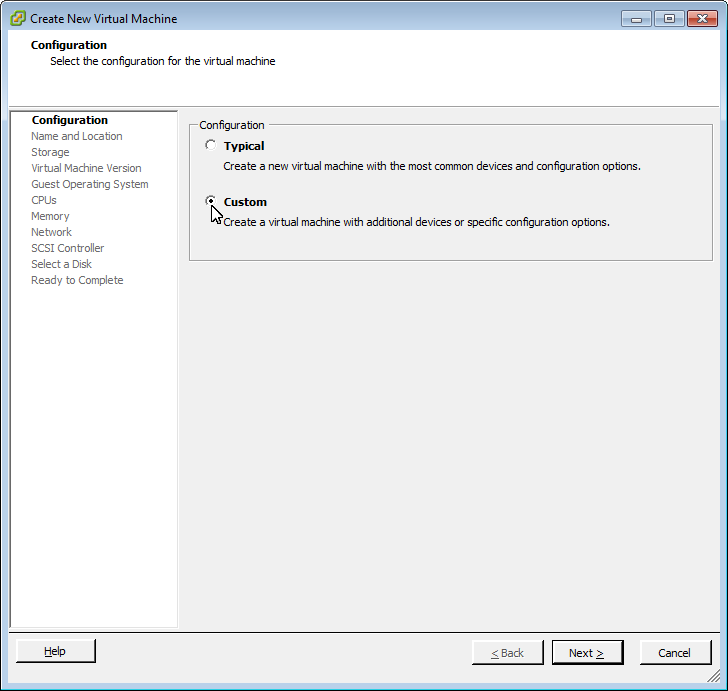 Create New Virtual Machine
Configuration
Select the configuration for the virtual machine
Configuration
Name and Location
Storage
Virtual Machine Version
Guest Operating System
CPUs
Memory
Network
SCSI Controller
Select a Disk
Ready to Complete
Configuration
Typical
Create a new virtual machine with the most common devices and configuration options.
Custom
Create a virtual machine with additional devices or specific configuration options.
Help
< Back
Next >
Cancel